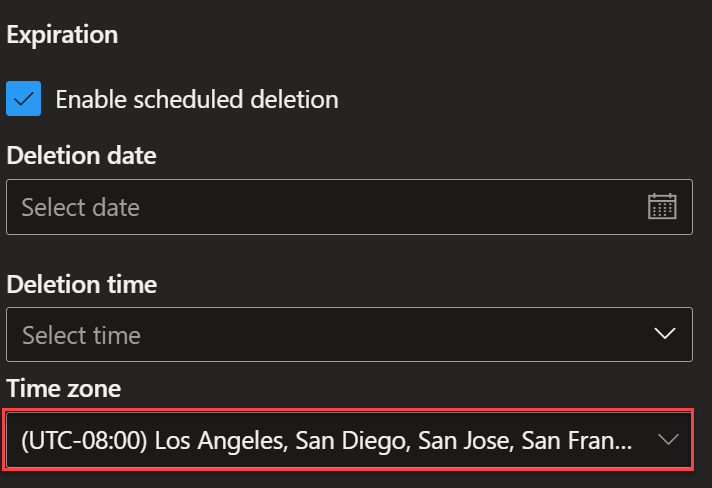 Expiration
Enable scheduled deletion
Deletion date
Select date
Deletion time
Select time
Time zone
(UTC-08:00) Los Angeles, San Diego, San Jose, San Fran...